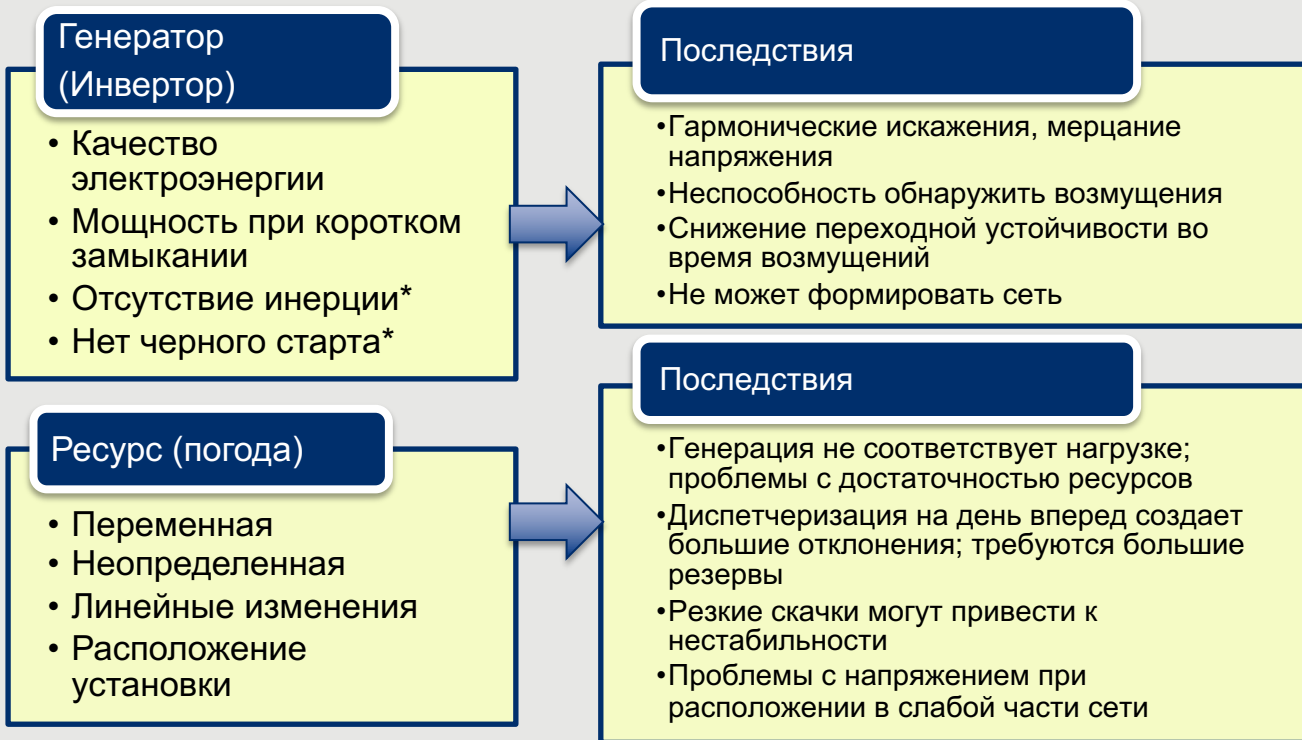 Генератор
(Инвертор)
• Качество
электроэнергии
• Мощность при коротком
замыкании
• Отсутствие инерции*
• Нет черного старта*
Последствия
•Гармонические искажения, мерцание
напряжения
•Неспособность обнаружить возмущения
•Снижение переходной устойчивости во
время возмущений
•Не может формировать сеть
Ресурс (погода)
• Переменная
• Неопределенная
• Линейные изменения
• Расположение
установки
Последствия
•Генерация не соответствует нагрузке;
проблемы с достаточностью ресурсов
•Диспетчеризация на день вперед создает
большие отклонения; требуются большие
резервы
•Резкие скачки могут привести к
нестабильности
•Проблемы с напряжением при
расположении в слабой части сети